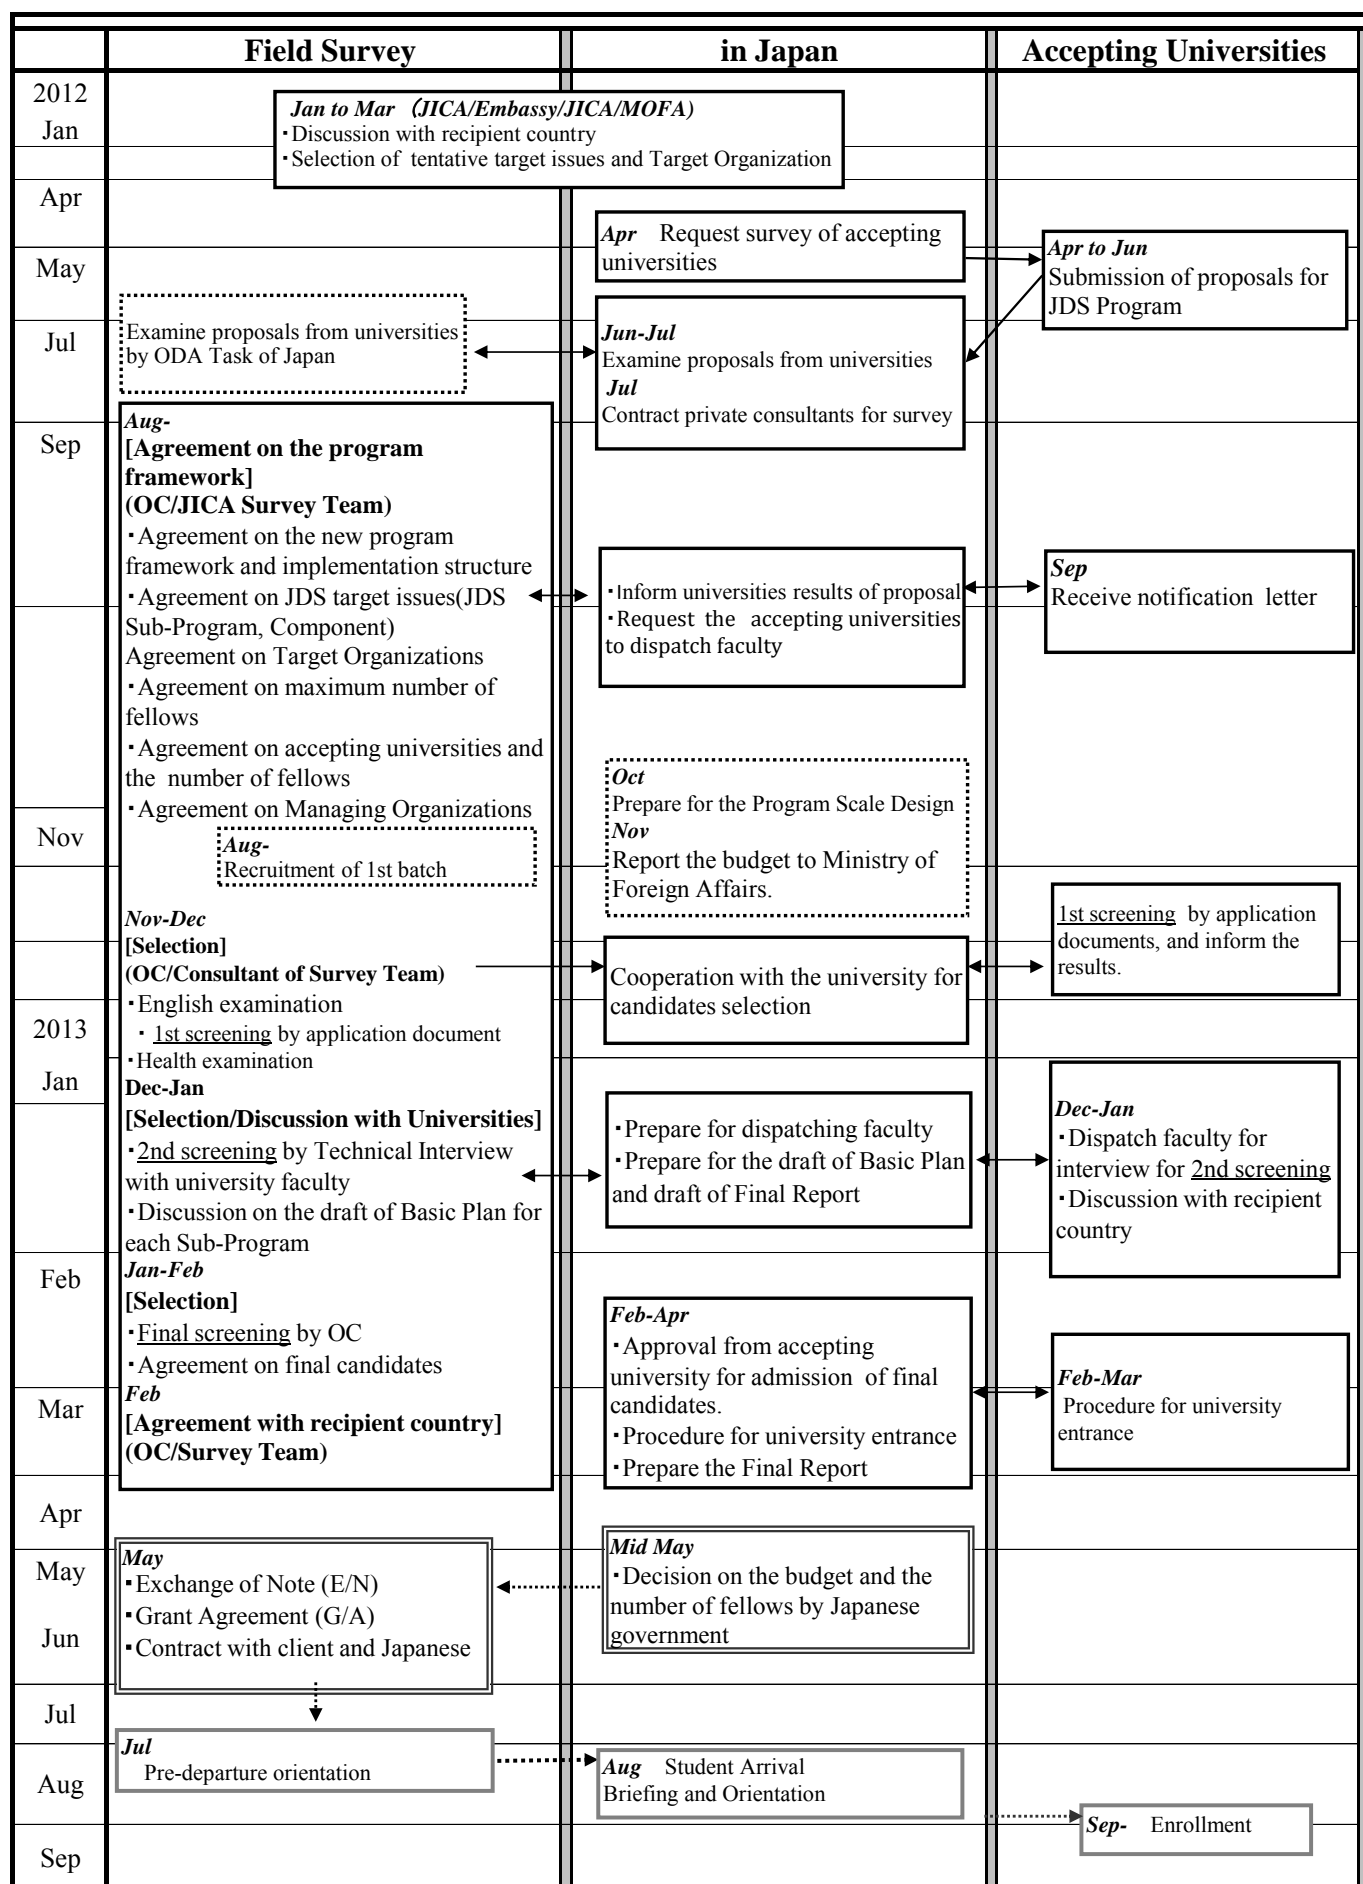 Field Survey
in Japan
Accepting Universities
2012
Jan
Jan to Mar （JICA/Embassy/JICA/MOFA)
・Discussion with recipient country
・Selection of tentative target issues and Target Organization
Apr
Apr Request survey of accepting
universities
Apr to Jun
Submission of proposals for
JDS Program
May
Jul
Examine proposals from universities
by ODA Task of Japan
Jun-Jul
Examine proposals from universities
Jul
Contract private consultants for survey
Sep
Aug-
[Agreement on the program
framework]
(OC/JICA Survey Team)
・Agreement on the new program
framework and implementation structure
・Agreement on JDS target issues(JDS
Sub-Program, Component)
Agreement on Target Organizations
・Agreement on maximum number of
fellows
・Agreement on accepting universities and
the number of fellows
・Agreement on Managing Organizations
・Inform universities results of proposal
・Request the accepting universities
to dispatch faculty
Sep
Receive notification letter
Oct
Prepare for the Program Scale Design
Nov
Report the budget to Ministry of
Foreign Affairs.
Nov
Aug-
Recruitment of 1st batch
Nov-Dec
[Selection]
(OC/Consultant of Survey Team)
・English examination
・1st screening by application document
・Health examination
Cooperation with the university for
candidates selection
1st screening by application
documents, and inform the
results.
2013
Jan
Dec-Jan
[Selection/Discussion with Universities]
・2nd screening by Technical Interview
with university faculty
・Discussion on the draft of Basic Plan for
each Sub-Program
・Prepare for dispatching faculty
・Prepare for the draft of Basic Plan
and draft of Final Report
Dec-Jan
・Dispatch faculty for
interview for 2nd screening
・Discussion with recipient
country
Feb
Jan-Feb
[Selection]
・Final screening by OC
・Agreement on final candidates
Feb
[Agreement with recipient country]
(OC/Survey Team)
Feb-Apr
・Approval from accepting
university for admission of final
candidates.
・Procedure for university entrance
・Prepare the Final Report
Feb-Mar
Procedure for university
entrance
Mar
Apr
May
Jun
May
・Exchange of Note (E/N)
・Grant Agreement (G/A)
・Contract with client and Japanese
Mid May
・Decision on the budget and the
number of fellows by Japanese
government
Jul
Jul
Pre-departure orientation
Aug
Aug Student Arrival
Briefing and Orientation
Sep- Enrollment
Sep